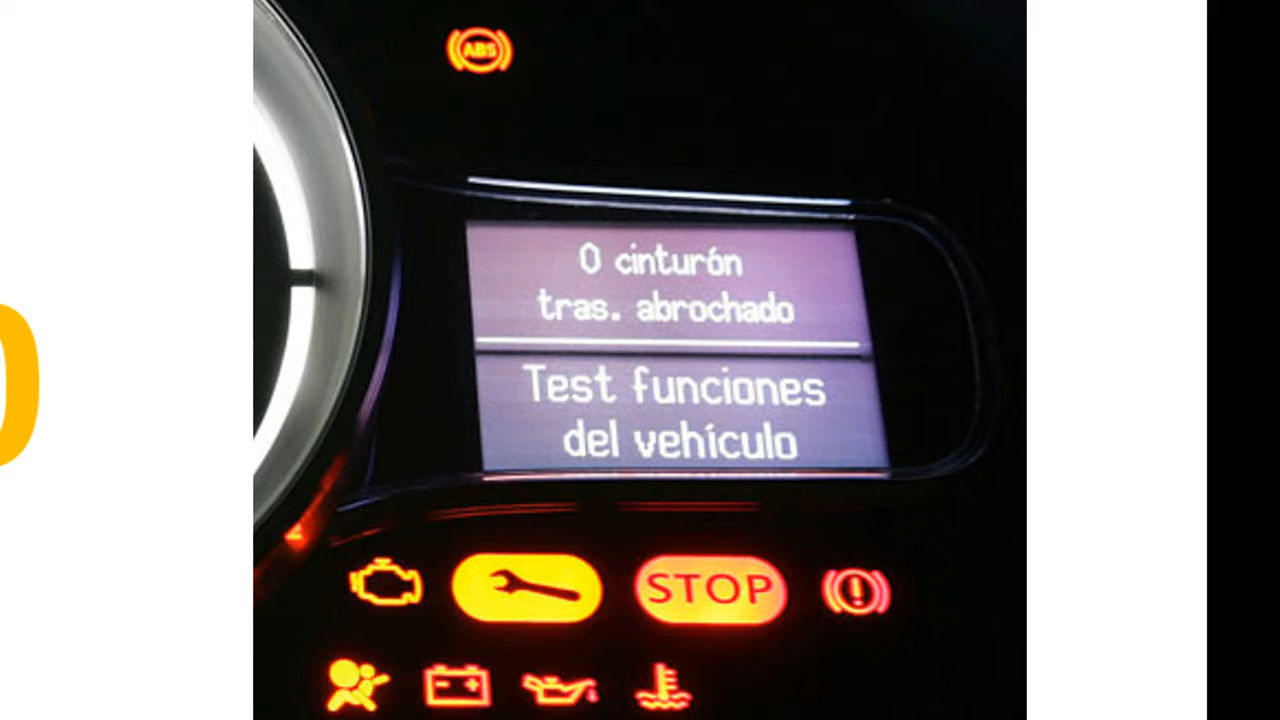 ABS
0 cinturón
tras. abrochado
Test funciones
del vehículo
STOP